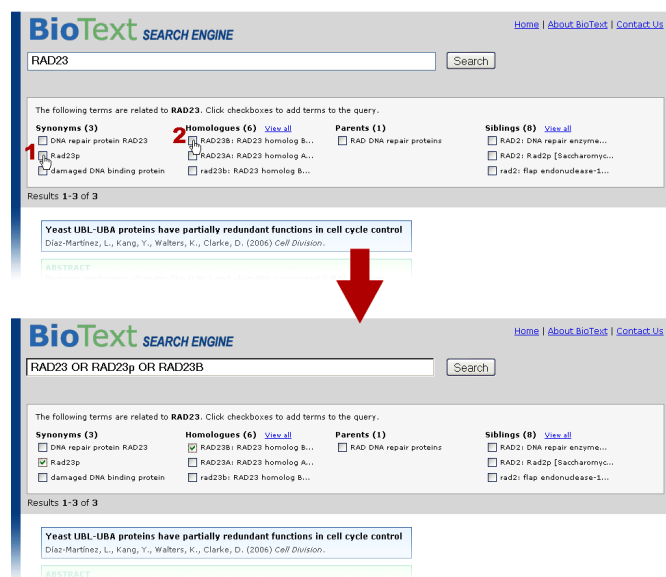 BioText SEARCH ENGINE
Home | About BioText | Contact Us
RAD23
Search
The following terms are related to RAD23. Click checkboxes to add terms to the query.
Synonyms (3) Homologues (6) View all Parents (1) Siblings (8) View all
DNA repair protein RAD23 2 RAD23B: RAD23 homolog B... RAD DNA repair proteins RAD2: DNA repair enzyme...
1 Rad23p RAD23A: RAD23 homolog A... RAD2: Rad2p [Saccharomyc...
damaged DNA binding protein rad23b: RAD23 homolog B... rad2: flap endonudease-1...
Results 1-3 of 3
Yeast UBL-UBA proteins have partially redundant functions in cell cycle control
Díaz-Martínez, L., Kang, Y., Walters, K., Clarke, D. (2006) Cell Division.
ABSTRACT
BioText SEARCH ENGINE
Home | About BioText | Contact Us
RAD23 OR RAD23p OR RAD23B
Search
The following terms are related to RAD23. Click checkboxes to add terms to the query.
Synonyms (3) Homologues (6) View all Parents (1) Siblings (8) View all
DNA repair protein RAD23 RAD23B: RAD23 homolog B... RAD DNA repair proteins RAD2: DNA repair enzyme...
Rad23p RAD23A: RAD23 homolog A... RAD2: Rad2p [Saccharomyc...
damaged DNA binding protein rad23b: RAD23 homolog B... rad2: flap endonudease-1...
Results 1-3 of 3
Yeast UBL-UBA proteins have partially redundant functions in cell cycle control
Díaz-Martínez, L., Kang, Y., Walters, K., Clarke, D. (2006) Cell Division.
ABSTRACT